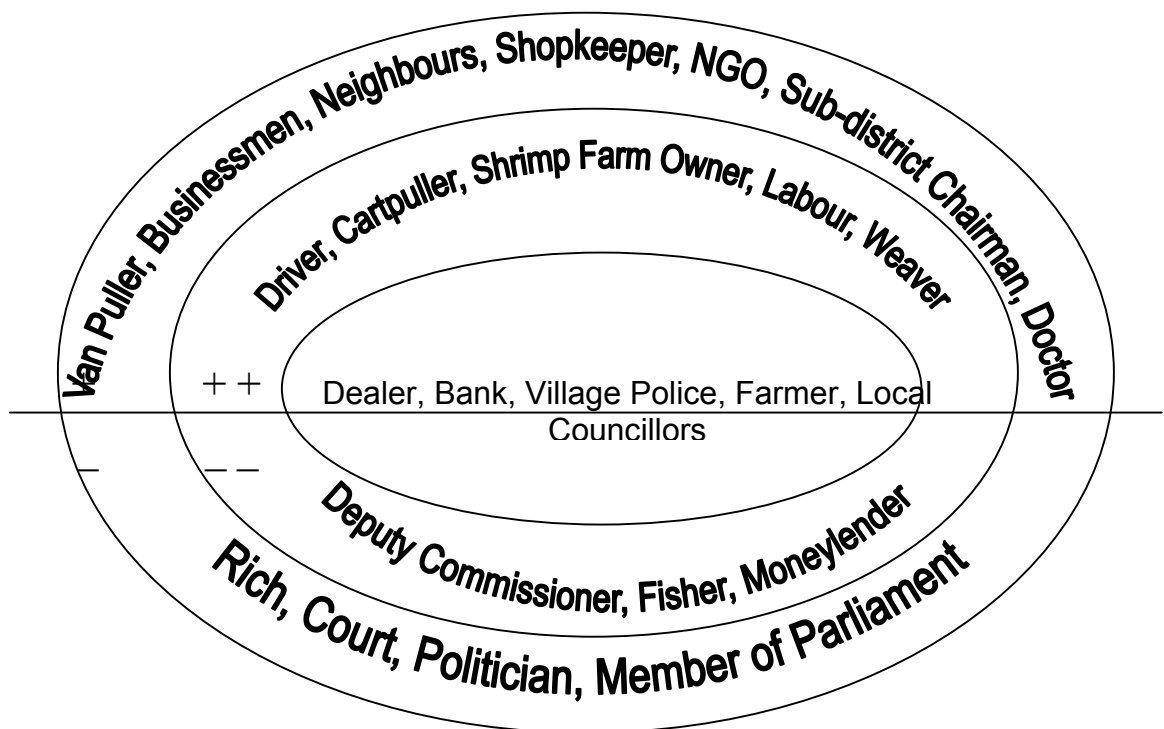 Van Puller, Businessmen, Neighbours, Shopkeeper, NGO, Sub-district Chairman, Doctor
Driver, Cartpuller, Shrimp Farm Owner, Labour, Weaver
+
++
Dealer, Bank, Village Police, Farmer, Local
Councillors
–
– –
Deputy Commissioner, Fisher, Moneylender
Rich, Court, Politician, Member of Parliament